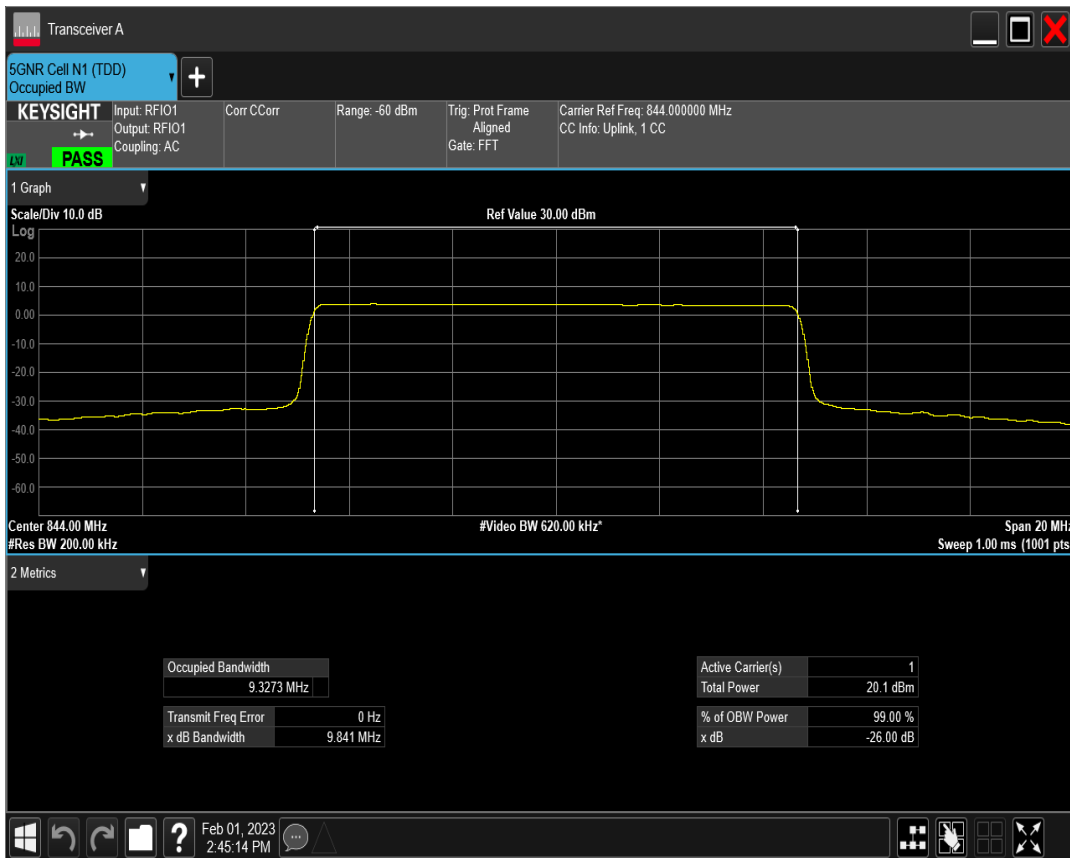 Transceiver A
5GNR Cell N1 (TDD)
Occupied BW
KEYSIGHT
LXI
PASS
Input: RFIO1
Output: RFIO1
Coupling: AC
Corr CCorr
Range: -60 dBm
Trig: Prot Frame
Aligned
Gate: FFT
Carrier Ref Freq: 844.000000 MHz
CC Info: Uplink, 1 CC
1 Graph
Scale/Div 10.0 dB
Ref Value 30.00 dBm
Log
20.0
10.0
0.00
-10.0
-20.0
-30.0
-40.0
-50.0
-60.0
Center 844.00 MHz
#Video BW 620.00 kHz*
Span 20 MHz
#Res BW 200.00 kHz
Sweep 1.00 ms (1001 pts
2 Metrics
Occupied Bandwidth
9.3273 MHz
Transmit Freq Error 0 Hz
x dB Bandwidth 9.841 MHz
Active Carrier(s) 1
Total Power 20.1 dBm
% of OBW Power 99.00 %
x dB -26.00 dB
?
Feb 01, 2023
2:45:14 PM